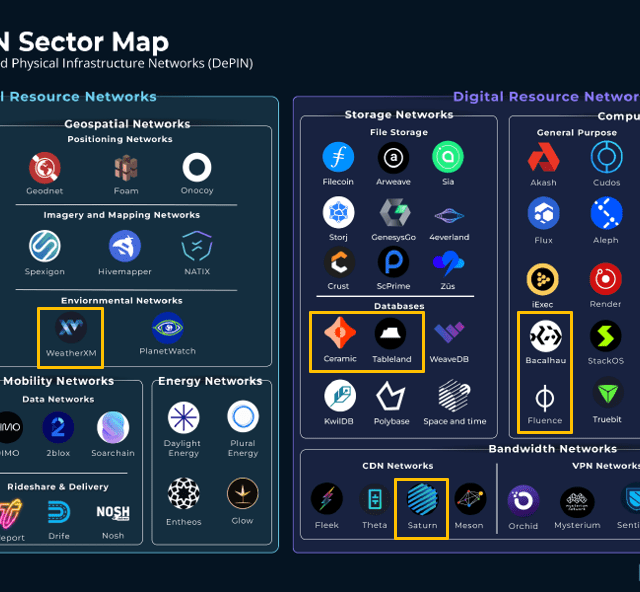 N Sector Map
d Physical Infrastructure Networks (DePIN)
l Resource Networks
Geospatial Networks
Positioning Networks
Geodnet Foam Onocoy
Imagery and Mapping Networks
Spexigon Hivemapper NATIX
Enviornmental Networks
WeatherXM PlanetWatch
Mobility Networks
Data Networks
IMO
DIMO 2blox Soarchain
Rideshare & Delivery
NOSH
eport Drife Nosh
Energy Networks
Daylight Energy Plural Energy
Entheos Glow
Digital Resource Networ
Storage Networks
File Storage
Filecoin Arweave Sia
Storj GenesysGo 4everland
Crust ScPrime Züs
Databases
Ceramic Tableland WeaveDB
KwilDB Polybase Space and time
Compu
General Purpose
Akash Cudos
Flux Aleph
iExec Render
Bacalhau StackOS
Fluence Truebit
Bandwidth Networks
CDN Networks
Fleek Theta Saturn Meson
VPN Networks
Orchid Mysterium Senti